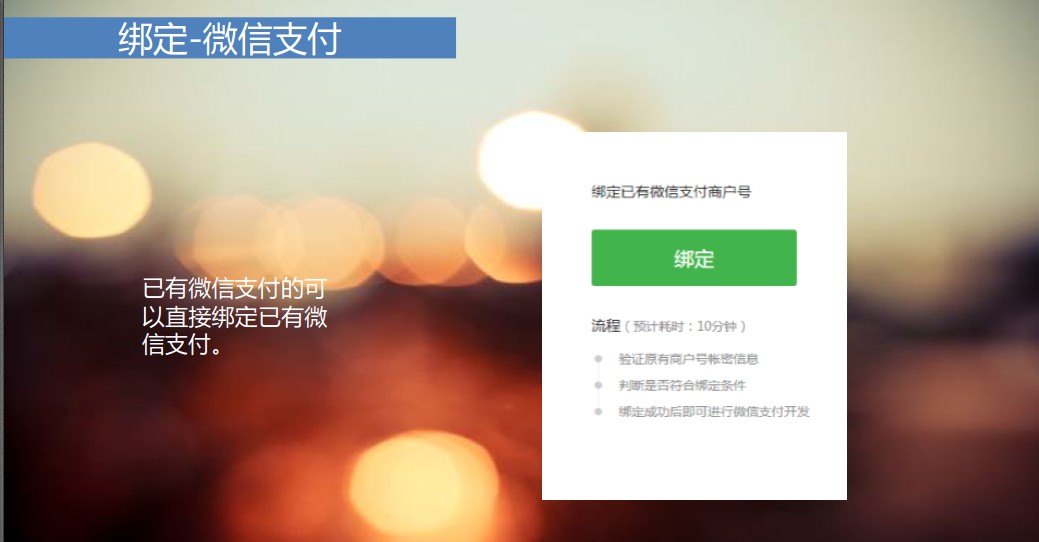 绑定-微信支付
已有微信支付的可
以直接绑定已有微
信支付。
绑定已有微信支付商户号
绑定
流程（预计耗时：10分钟）
验证原有商户号帐密信息
判断是否符合绑定条件
绑定成功后即可进行微信支付开发